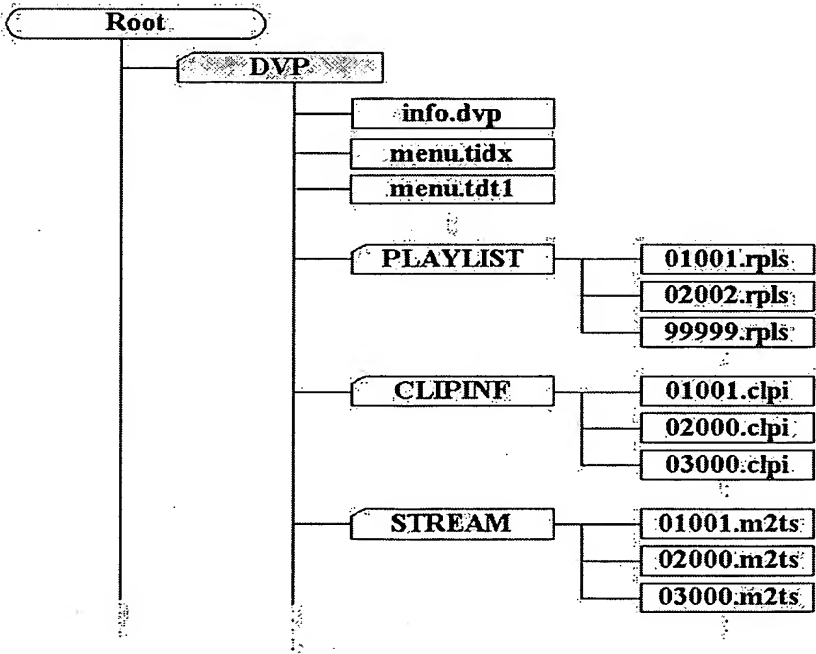 Root
DVP
info.dvp
menu.tidx
menu.tdt1
PLAYLIST
01001.rpls
02002.rpls
99999.rpls
CLIPINF
01001.clpi
02000.clpi
03000.clpi
STREAM
01001.m2ts
02000.m2ts
03000.m2ts